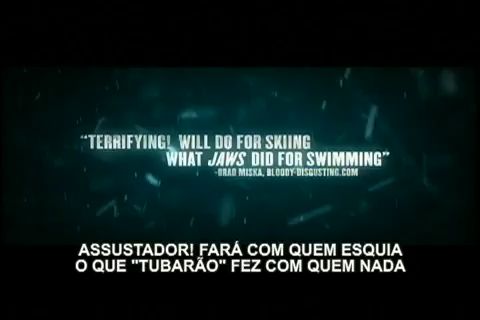 "TERRIFYING! WILL DO FOR SKIING
WHAT JAWS DID FOR SWIMMING"
-BRAD MISKA, BLOODY-DISGUSTING.COM
ASSUSTADOR! FARÁ COM QUEM ESQUIA
O QUE "TUBARÃO" FEZ COM QUEM NADA